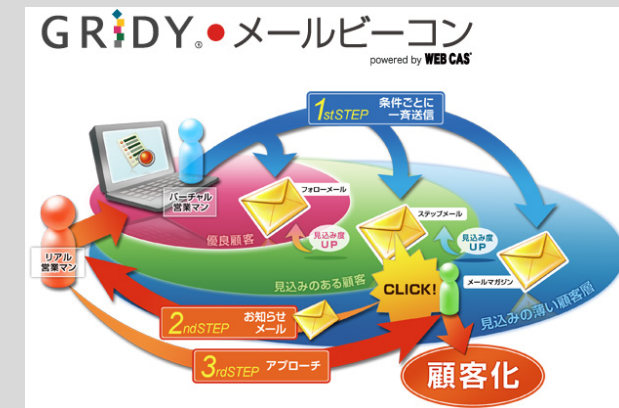 GRiDY®●メールビーコン
powered by WEB CAS
1stSTEP 条件ごとに
一斉送信
バーチャル
営業マン
フォローメール
ステップメール
優良顧客
見込み度
UP
見込み度
UP
リアル
営業マン
見込みのある顧客
CLICK!
メールマガジン
見込みの薄い顧客層
2ndSTEP お知らせ
メール
3rdSTEP アプローチ
顧客化